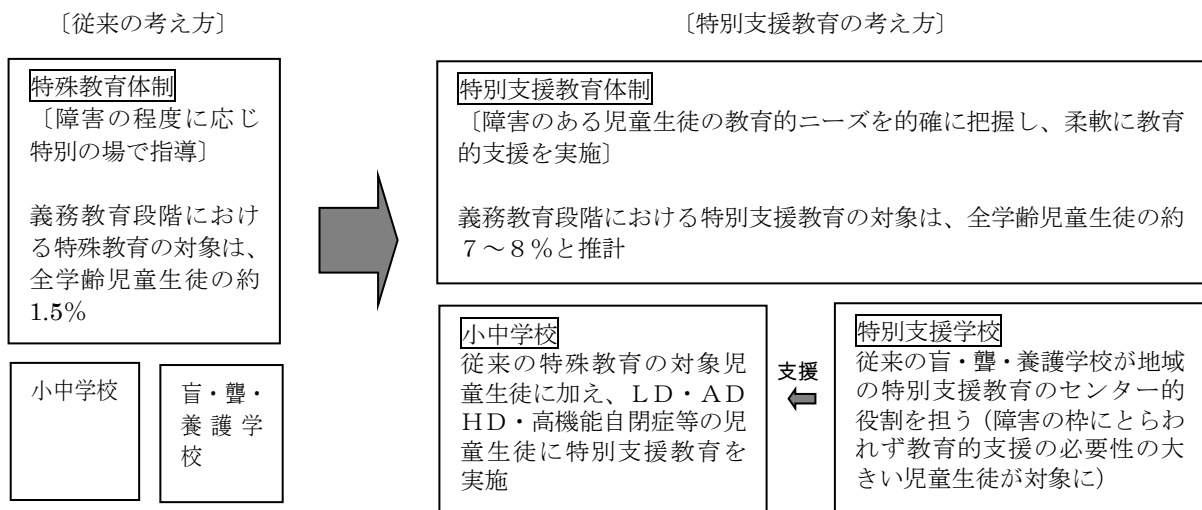 〔従来の考え方〕
〔特別支援教育の考え方〕
特殊教育体制
〔障害の程度に応じ
特別の場で指導〕
義務教育段階におけ
る特殊教育の対象は、
全学齢児童生徒の約
1.5%
小中学校
盲・聾・
養護学
校
特別支援教育体制
〔障害のある児童生徒の教育的ニーズを的確に把握し、柔軟に教育
的支援を実施〕
義務教育段階における特別支援教育の対象は、全学齢児童生徒の約
７～８％と推計
小中学校
従来の特殊教育の対象児
童生徒に加え、ＬＤ・ＡＤ
ＨＤ・高機能自閉症等の児
童生徒に特別支援教育を
実施
支援
特別支援学校
従来の盲・聾・養護学校が地域
の特別支援教育のセンター的
役割を担う（障害の枠にとらわ
れず教育的支援の必要性の大
きい児童生徒が対象に）